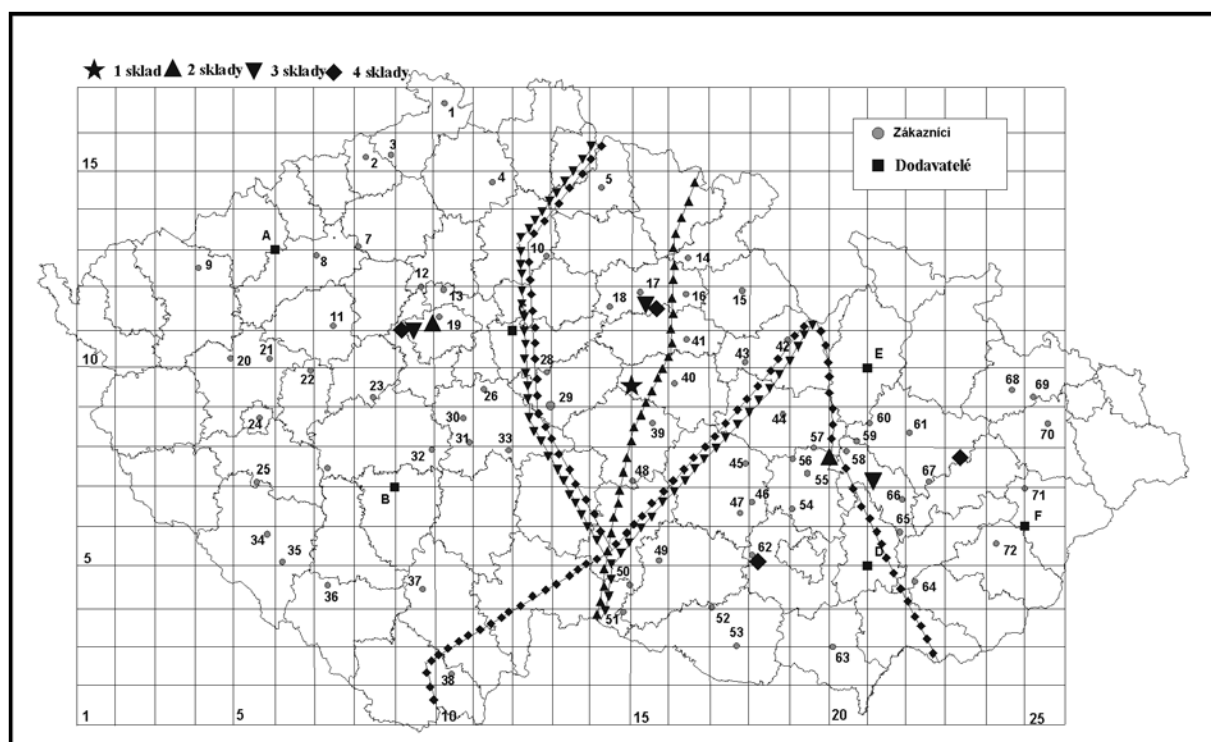 1 sklad 2 sklady 3 sklady 4 sklady
Zákazníci
Dodavatelé
1
2 3
15
4 5
A 7 10
9 8 14
12 13 17 16 15
18
11 19
10 20 21 22 28 41 43 42 E
23 26 29 40 68 69
24 30 39 44 60 61 70
31 32 33 57 59
25 48 45 56 58
B 55 67 71
47 46 54 66
34 65 F
35 49 62 D 72
5
36 37 50 64
51 52
53 63
38
1 5 10 15 20 25